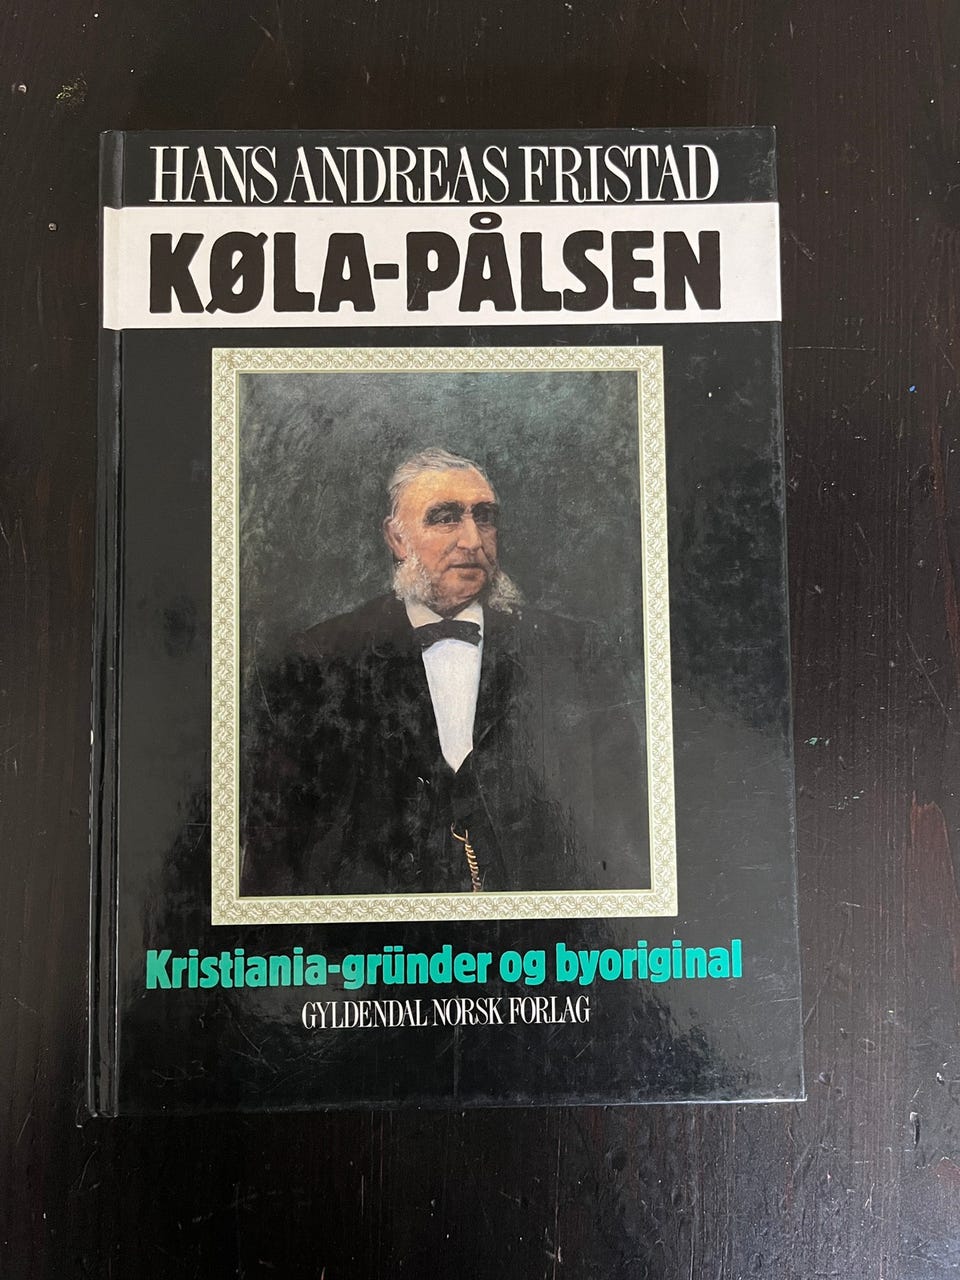 HANS ANDREAS FRISTAD
KØLA-PÅLSEN
Kristiania-gründer og byoriginal
GYLDENDAL NORSK FORLAG